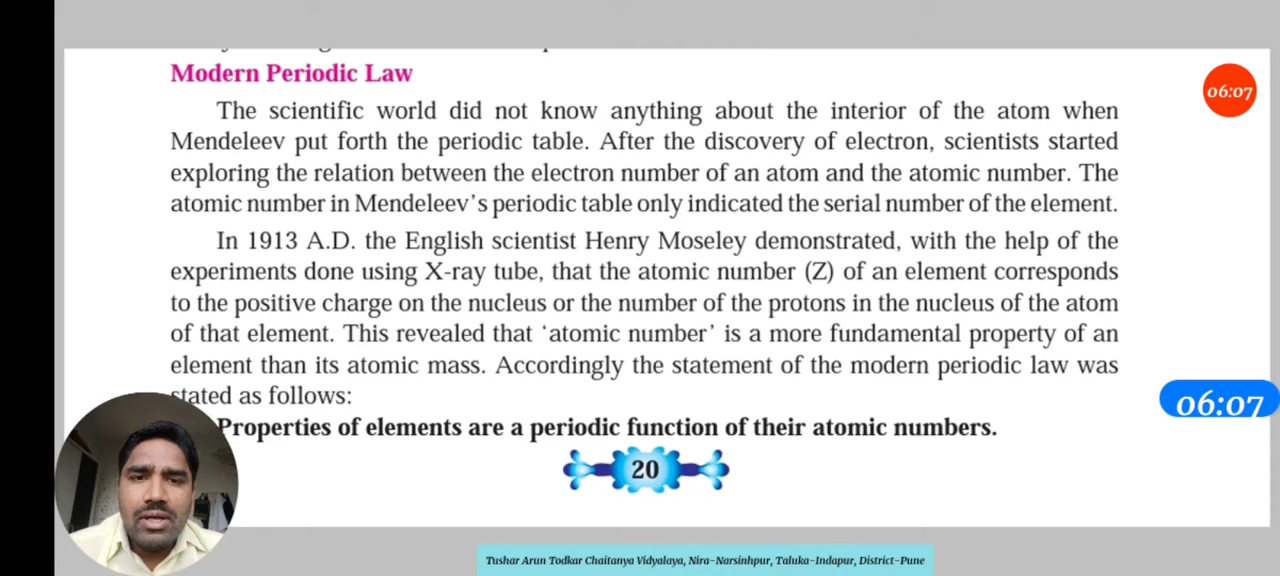 Modern Periodic Law
The scientific world did not know anything about the interior of the atom when
Mendeleev put forth the periodic table. After the discovery of electron, scientists started
exploring the relation between the electron number of an atom and the atomic number. The
atomic number in Mendeleev's periodic table only indicated the serial number of the element.
In 1913 A.D. the English scientist Henry Moseley demonstrated, with the help of the
experiments done using X-ray tube, that the atomic number (Z) of an element corresponds
to the positive charge on the nucleus or the number of the protons in the nucleus of the atom
of that element. This revealed that 'atomic number' is a more fundamental property of an
element than its atomic mass. Accordingly the statement of the modern periodic law was
stated as follows:
Properties of elements are a periodic function of their atomic numbers.
20
06:07
06:07
Tushar Arun Todkar Chaitanya Vidyalaya, Nira-Narsinhpur, Taluka-Indapur, District-Pune